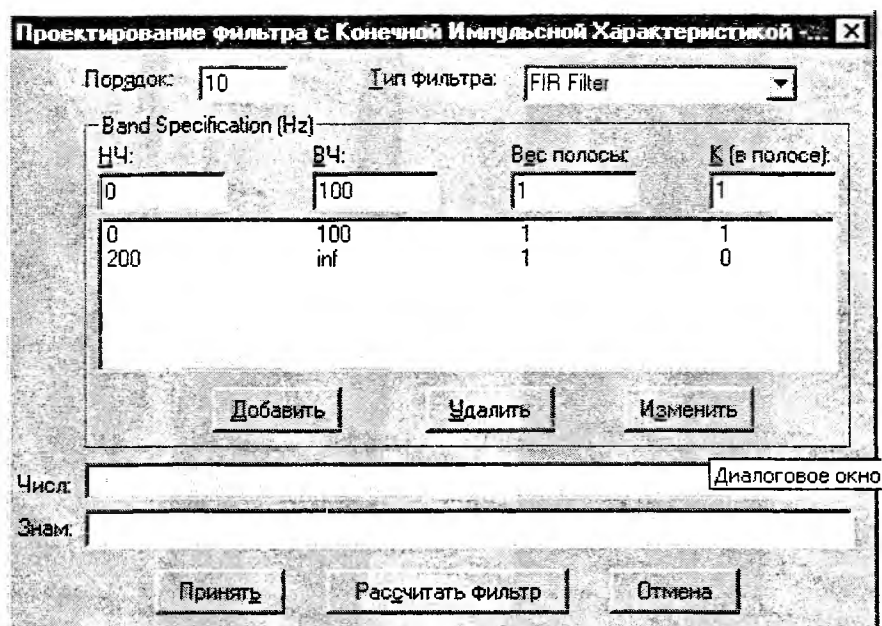 Проектирование Фильтра с Конечной Импульсной Характеристикой -...
Порядок: 10 Тип фильтра: FIR Filter
Band Specification (Hz)
НЧ: ВЧ: Вес полосы: К (в полосе):
0 100 1 1
0 100 1 1
200 inf 1 0
Добавить Удалить Изменить
Числ:
Диалоговое окно
Знам:
Принять Рассчитать фильтр Отмена